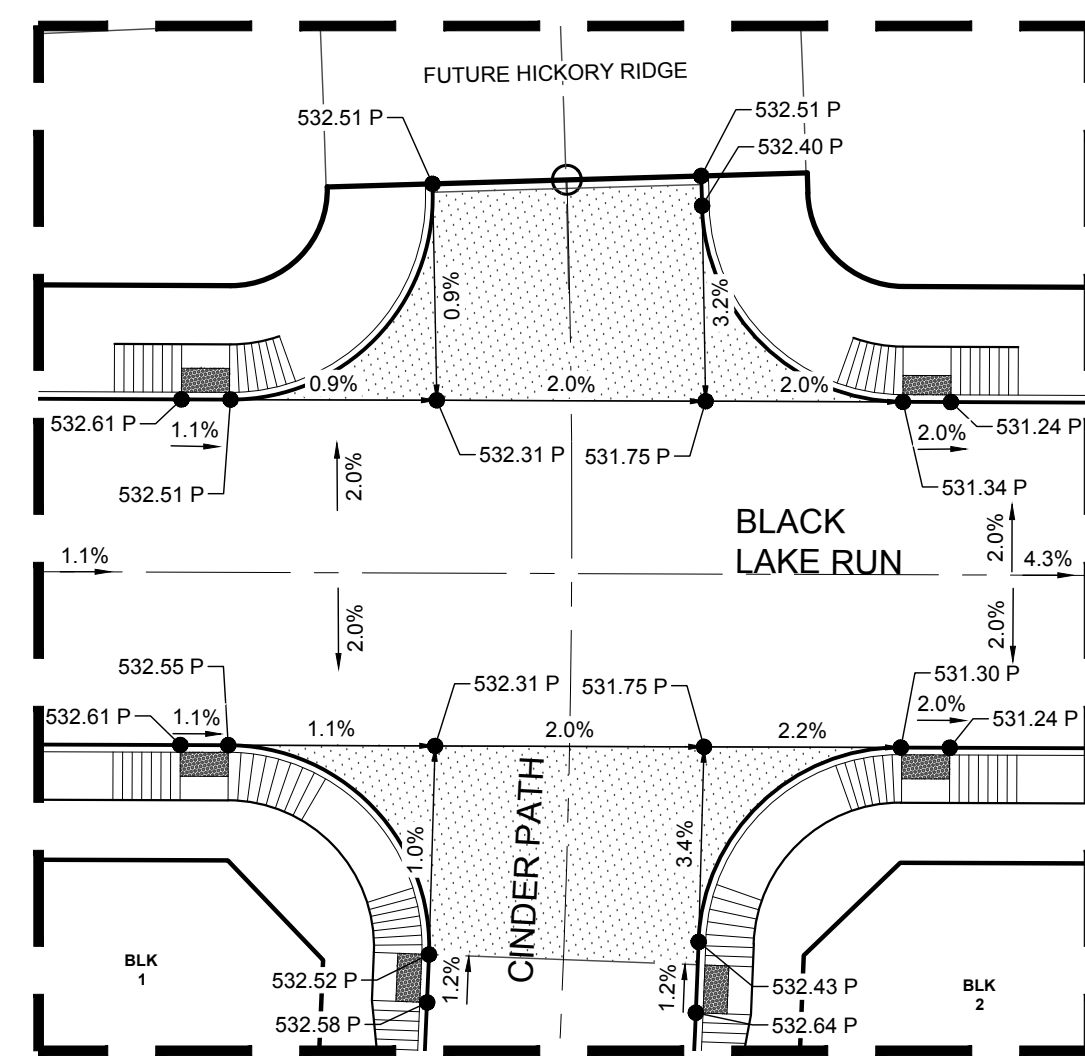 FUTURE HICKORY RIDGE
532.51 P
532.51 P
532.40 P
0.9%
3.2%
0.9%
2.0%
2.0%
532.61 P
1.1%
532.51 P
532.31 P
531.75 P
2.0%
531.24 P
531.34 P
2.0%
BLACK
LAKE RUN
2.0%
1.1%
4.3%
2.0%
2.0%
532.55 P
532.61 P
1.1%
532.31 P
531.75 P
531.30 P
2.0%
531.24 P
1.1%
2.0%
2.2%
CINDER PATH
1.0%
3.4%
BLK
1
532.52 P
1.2%
532.58 P
1.2%
532.43 P
532.64 P
BLK
2